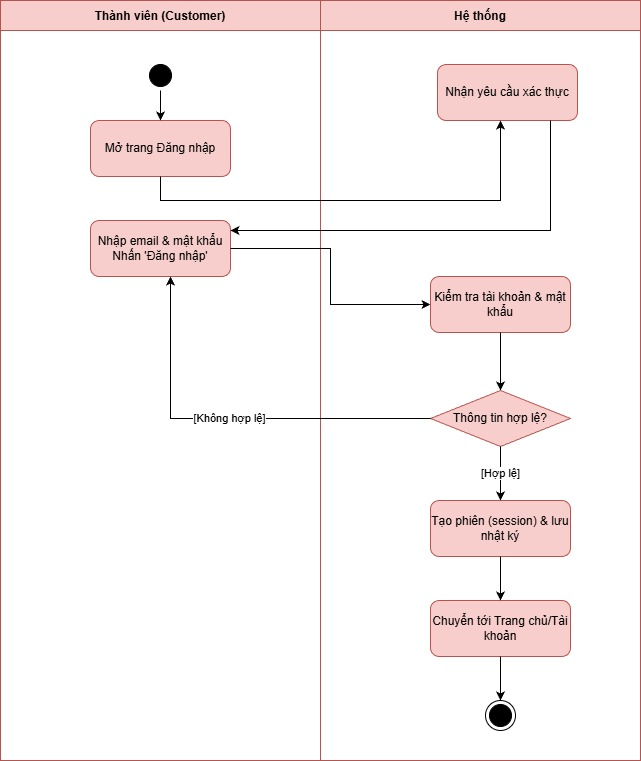 Thành viên (Customer)
Hệ thống
Nhận yêu cầu xác thực
Mở trang Đăng nhập
Nhập email & mật khẩu
Nhấn 'Đăng nhập'
Kiểm tra tài khoản & mật
khẩu
Thông tin hợp lệ?
[Không hợp lệ]
[Hợp lệ]
Tạo phiên (session) & lưu
nhật ký
Chuyển tới Trang chủ/Tài
khoản